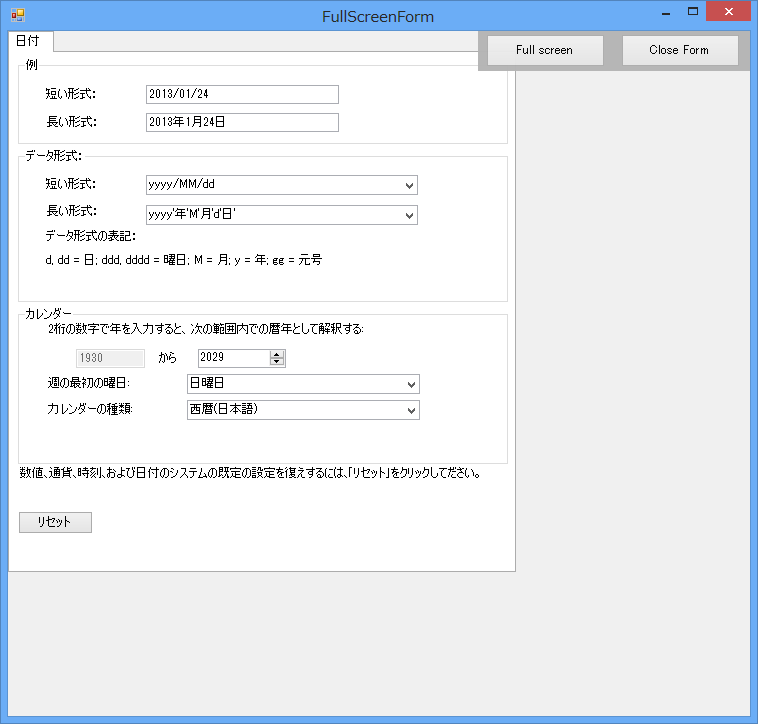 FullScreenForm
日付
Full screen
Close Form
例
短い形式:
2013/01/24
長い形式:
2013年1月24日
データ形式:
短い形式:
yyyy/MM/dd
長い形式:
yyyy'年'M'月'd'日'
データ形式の表記:
d, dd = 日; ddd, dddd = 曜日; M = 月; y = 年; gg = 元号
カレンダー
2桁の数字で年を入力すると、次の範囲内での暦年として解釈する:
1930
から
2029
週の最初の曜日:
日曜日
カレンダーの種類:
西暦(日本語)
数値、通貨、時刻、および日付のシステムの既定の設定を復えするには、「リセット」をクリックしてださい。
リセット